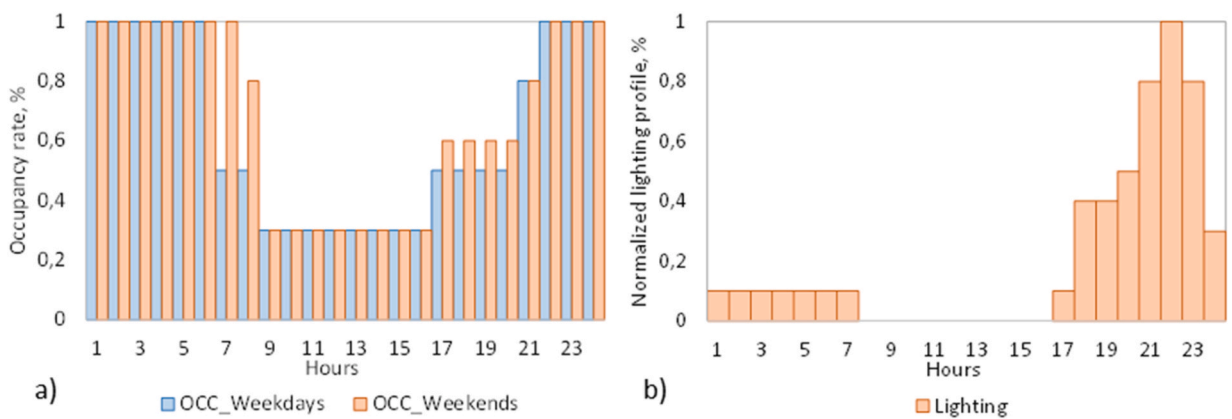 Occupancy rate, %
1
0,8
0,6
0,4
0,2
0
1 3 5 7 9 11 13 15 17 19 21 23
Hours
a)
OCC_Weekdays OCC_Weekends
Normalized lighting profile, %
1
0,8
0,6
0,4
0,2
0
1 3 5 7 9 11 13 15 17 19 21 23
Hours
b)
Lighting